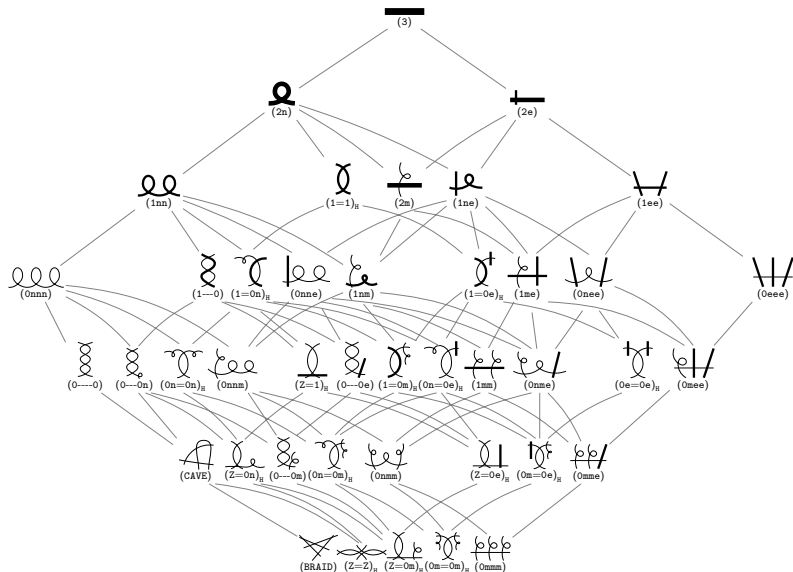 (3)
(2n) (2e)
(1nn) (1=1)H (2m) (1ne) (1ee)
(0nnn) (1---0) (1=0n)H (0nne) (1nm) (1=0e)H (1me) (0nee) (0eee)
(0----0) (0---0n) (0n=0n)H (0nnm) (Z=1)H (0---0e) (1=0m)H (0n=0e)H (1mm) (0nme) (0e=0e)H (0mee)
(CAVE) (Z=0n)H (0---0m) (0n=0m)H (0nmm) (Z=0e)H (0m=0e)H (0mme)
(BRAID) (Z=Z)H (Z=0m)H (0m=0m)H (0mmm)